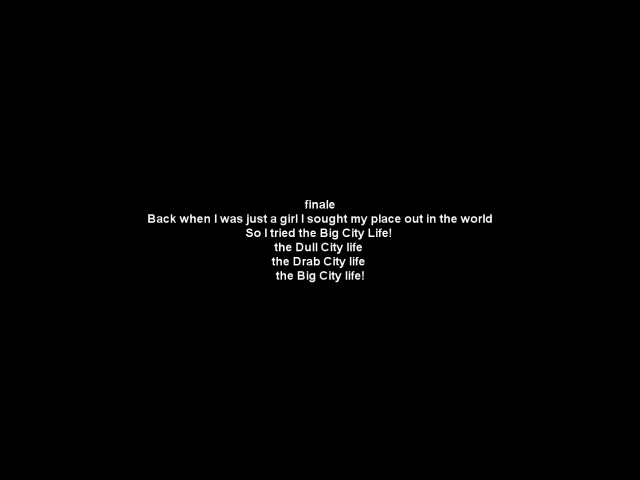 finale
Back when I was just a girl I sought my place out in the world
So I tried the Big City Life!
the Dull City life
the Drab City life
the Big City life!